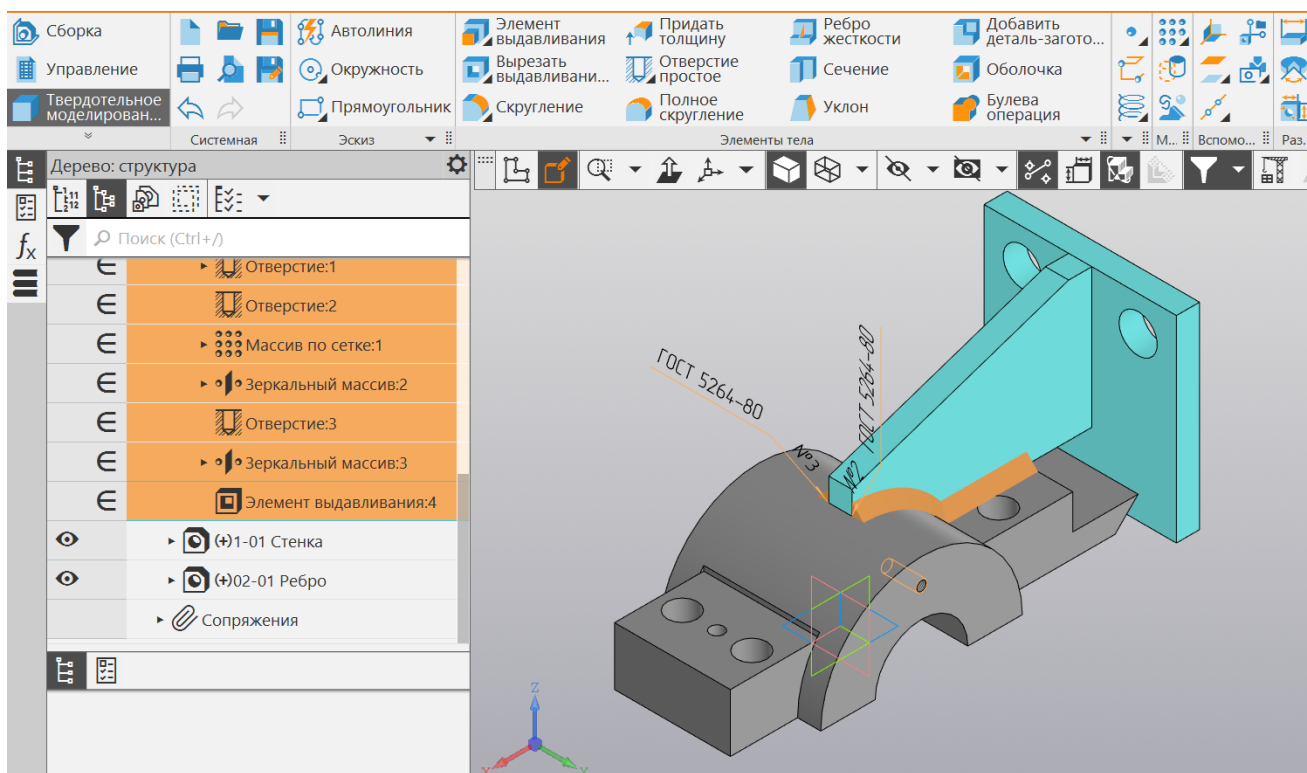 Сборка
Управление
Твердотельное
моделирован...
Системная
Автолиния
Окружность
Прямоугольник
Эскиз
Элемент
выдавливания
Вырезать
выдавливани...
Скругление
Придать
толщину
Отверстие
простое
Полное
скругление
Ребро
жесткости
Сечение
Уклон
Добавить
деталь-загото...
Оболочка
Булева
операция
Элементы тела
М...
Вспомо...
Раз.
Дерево: структура
Поиск (Ctrl+/)
Отверстие:1
Отверстие:2
Массив по сетке:1
Зеркальный массив:2
Отверстие:3
Зеркальный массив:3
Элемент выдавливания:4
(+)1-01 Стенка
(+)02-01 Ребро
Сопряжения
ГОСТ 5264-80
№3
ГОСТ 5264-80
№2
Z